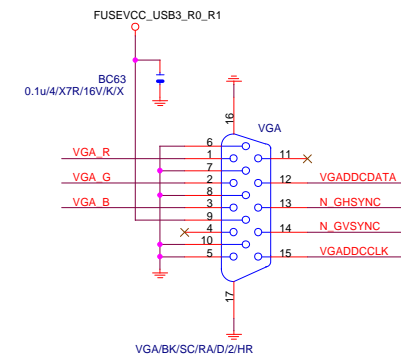 FUSEVCC_USB3_R0_R1
BC63
0.1u/4/X7R/16V/K/X
16
VGA
6
VGA_R 1 11
7
VGA_G 2 12 VGADDCDATA
8
VGA_B 3 13 N_GHSYNC
9
4 14 N_GVSYNC
10
5 15 VGADDCCLK
17
VGA/BK/SC/RA/D/2/HR